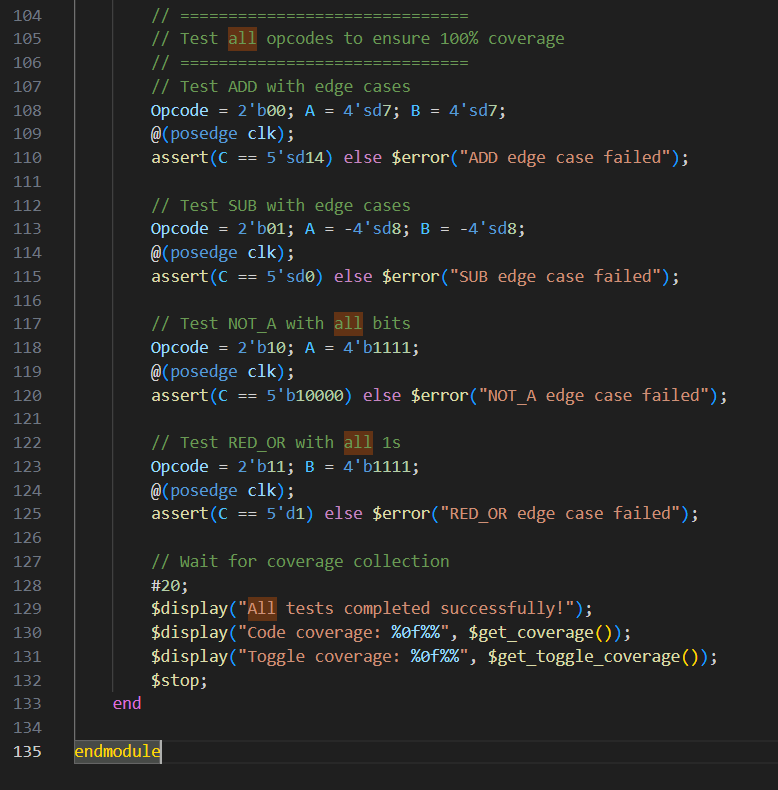 104 // ==============================
105 // Test all opcodes to ensure 100% coverage
106 // ==============================
107 // Test ADD with edge cases
108 Opcode = 2'b00; A = 4'sd7; B = 4'sd7;
109 @(posedge clk);
110 assert(C == 5'sd14) else $error("ADD edge case failed");
111
112 // Test SUB with edge cases
113 Opcode = 2'b01; A = -4'sd8; B = -4'sd8;
114 @(posedge clk);
115 assert(C == 5'sd0) else $error("SUB edge case failed");
116
117 // Test NOT_A with all bits
118 Opcode = 2'b10; A = 4'b1111;
119 @(posedge clk);
120 assert(C == 5'b10000) else $error("NOT_A edge case failed");
121
122 // Test RED_OR with all 1s
123 Opcode = 2'b11; B = 4'b1111;
124 @(posedge clk);
125 assert(C == 5'd1) else $error("RED_OR edge case failed");
126
127 // Wait for coverage collection
128 #20;
129 $display("All tests completed successfully!");
130 $display("Code coverage: %0f%%", $get_coverage());
131 $display("Toggle coverage: %0f%%", $get_toggle_coverage());
132 $stop;
133 end
134
135 endmodule